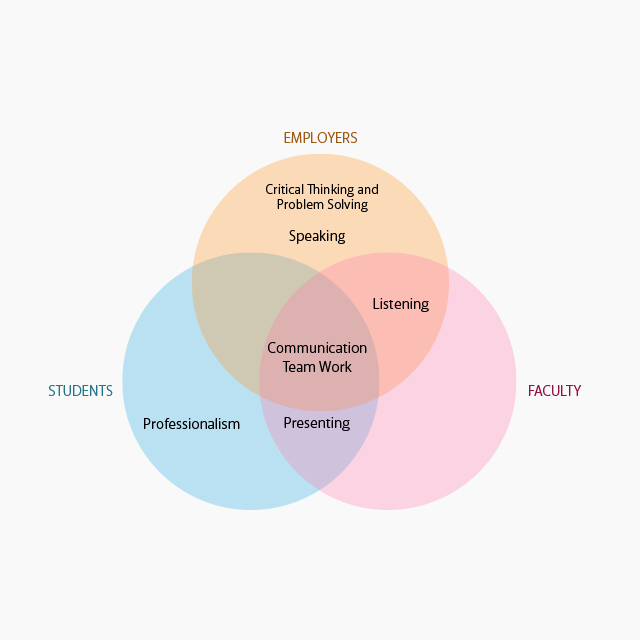 EMPLOYERS
Critical Thinking and
Problem Solving
Speaking
Listening
Communication
Team Work
STUDENTS
FACULTY
Professionalism
Presenting